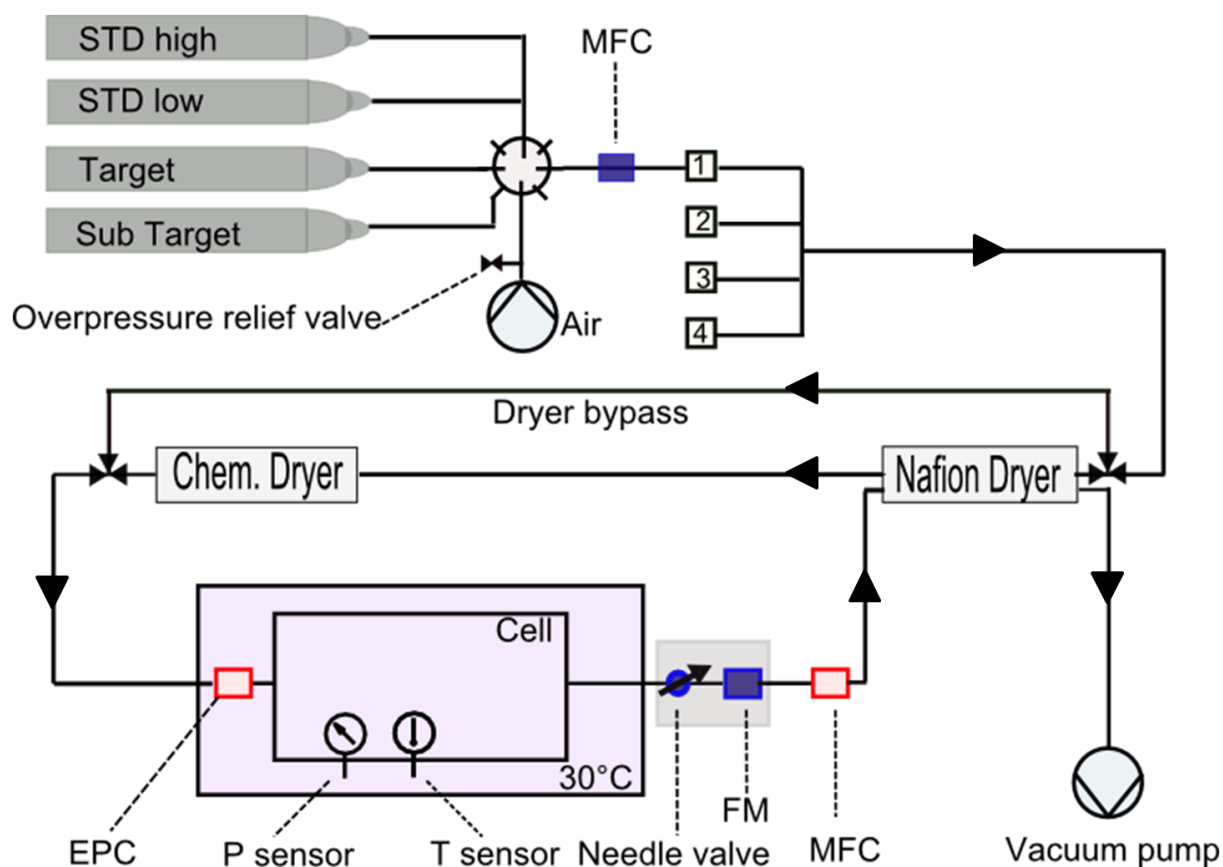 STD high
MFC
STD low
Target
1
Sub Target
2
3
Overpressure relief valve
Air
4
Dryer bypass
Chem. Dryer
Nafion Dryer
Cell
30°C
FM
EPC
P sensor
T sensor
Needle valve
MFC
Vacuum pump